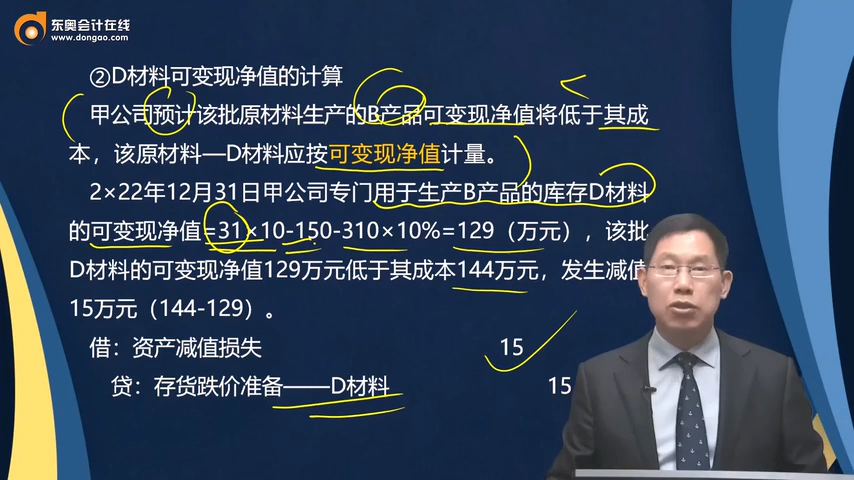 东奥会计在线
www.dongao.com
②D材料可变现净值的计算
甲公司预计该批原材料生产的B产品可变现净值将低于其成
本，该原材料—D材料应按可变现净值计量。
2×22年12月31日甲公司专门用于生产B产品的库存D材料
的可变现净值=31×10-150-310×10%=129（万元），该批
D材料的可变现净值129万元低于其成本144万元，发生减值
15万元（144-129）。
借：资产减值损失 15
贷：存货跌价准备——D材料 15